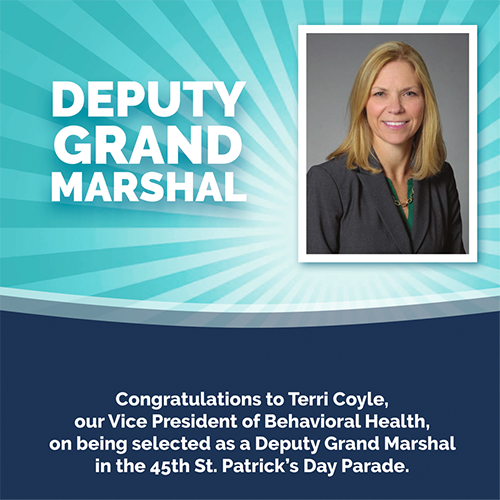 DEPUTY
GRAND
MARSHAL
Congratulations to Terri Coyle,
our Vice President of Behavioral Health,
on being selected as a Deputy Grand Marshal
in the 45th St. Patrick’s Day Parade.